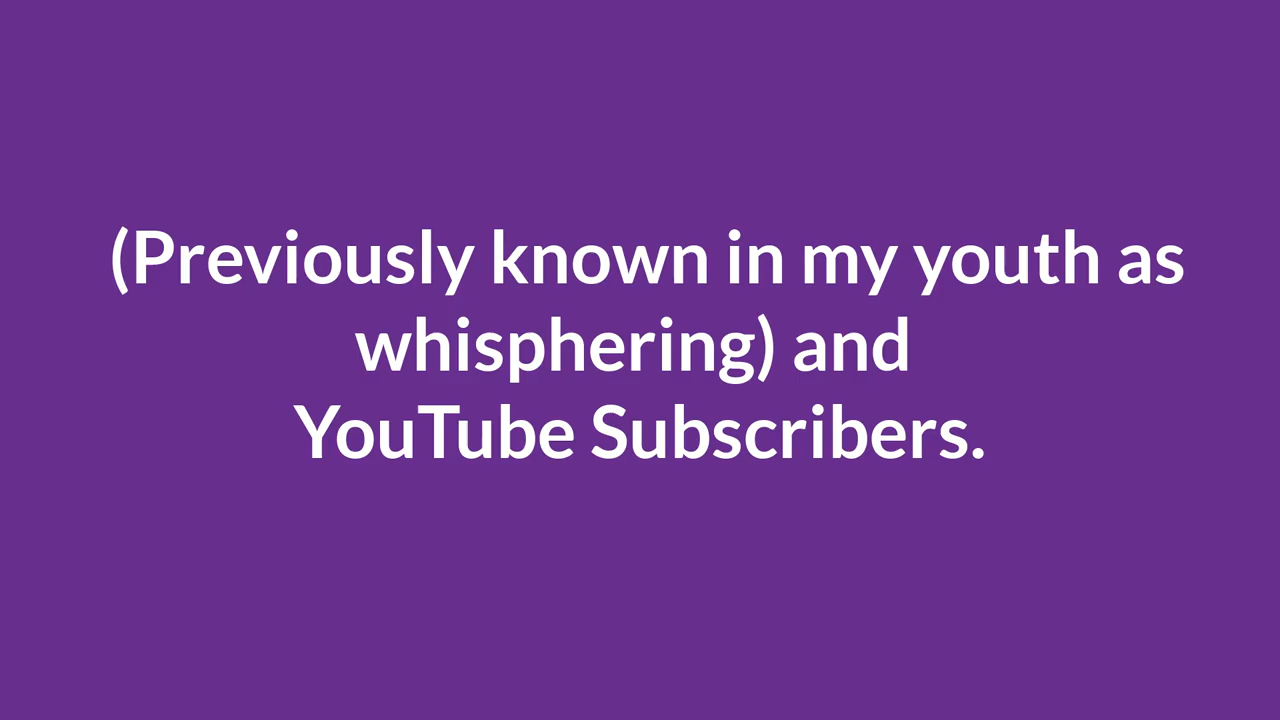 (Previously known in my youth as
whisphering) and
YouTube Subscribers.